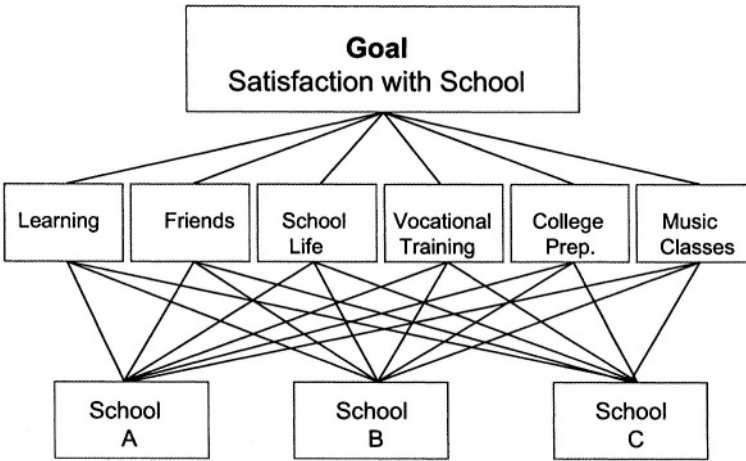 Goal
Satisfaction with School
Learning
Friends
School
Life
Vocational
Training
College
Prep.
Music
Classes
School
A
School
B
School
C